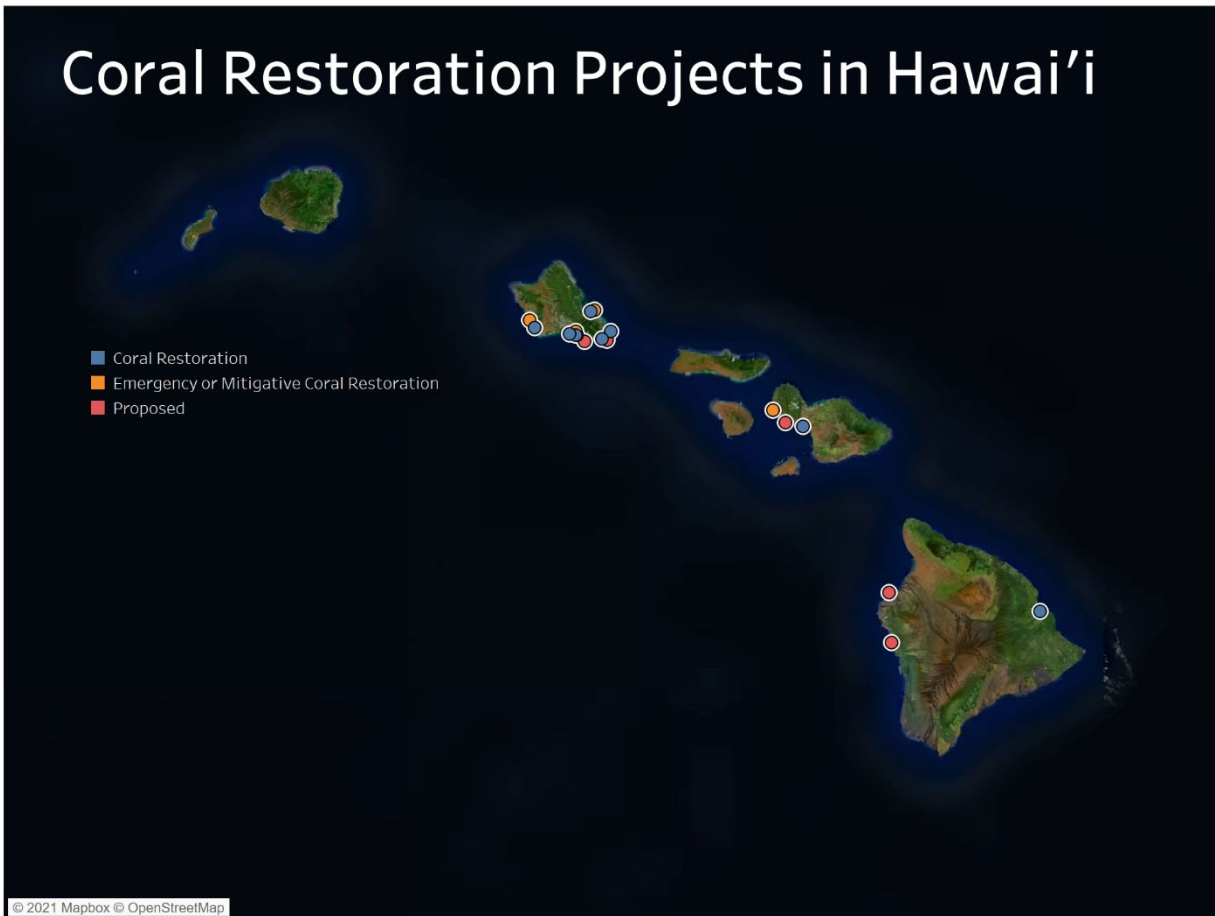 Coral Restoration Projects in Hawai’i
Coral Restoration
Emergency or Mitigative Coral Restoration
Proposed
© 2021 Mapbox © OpenStreetMap